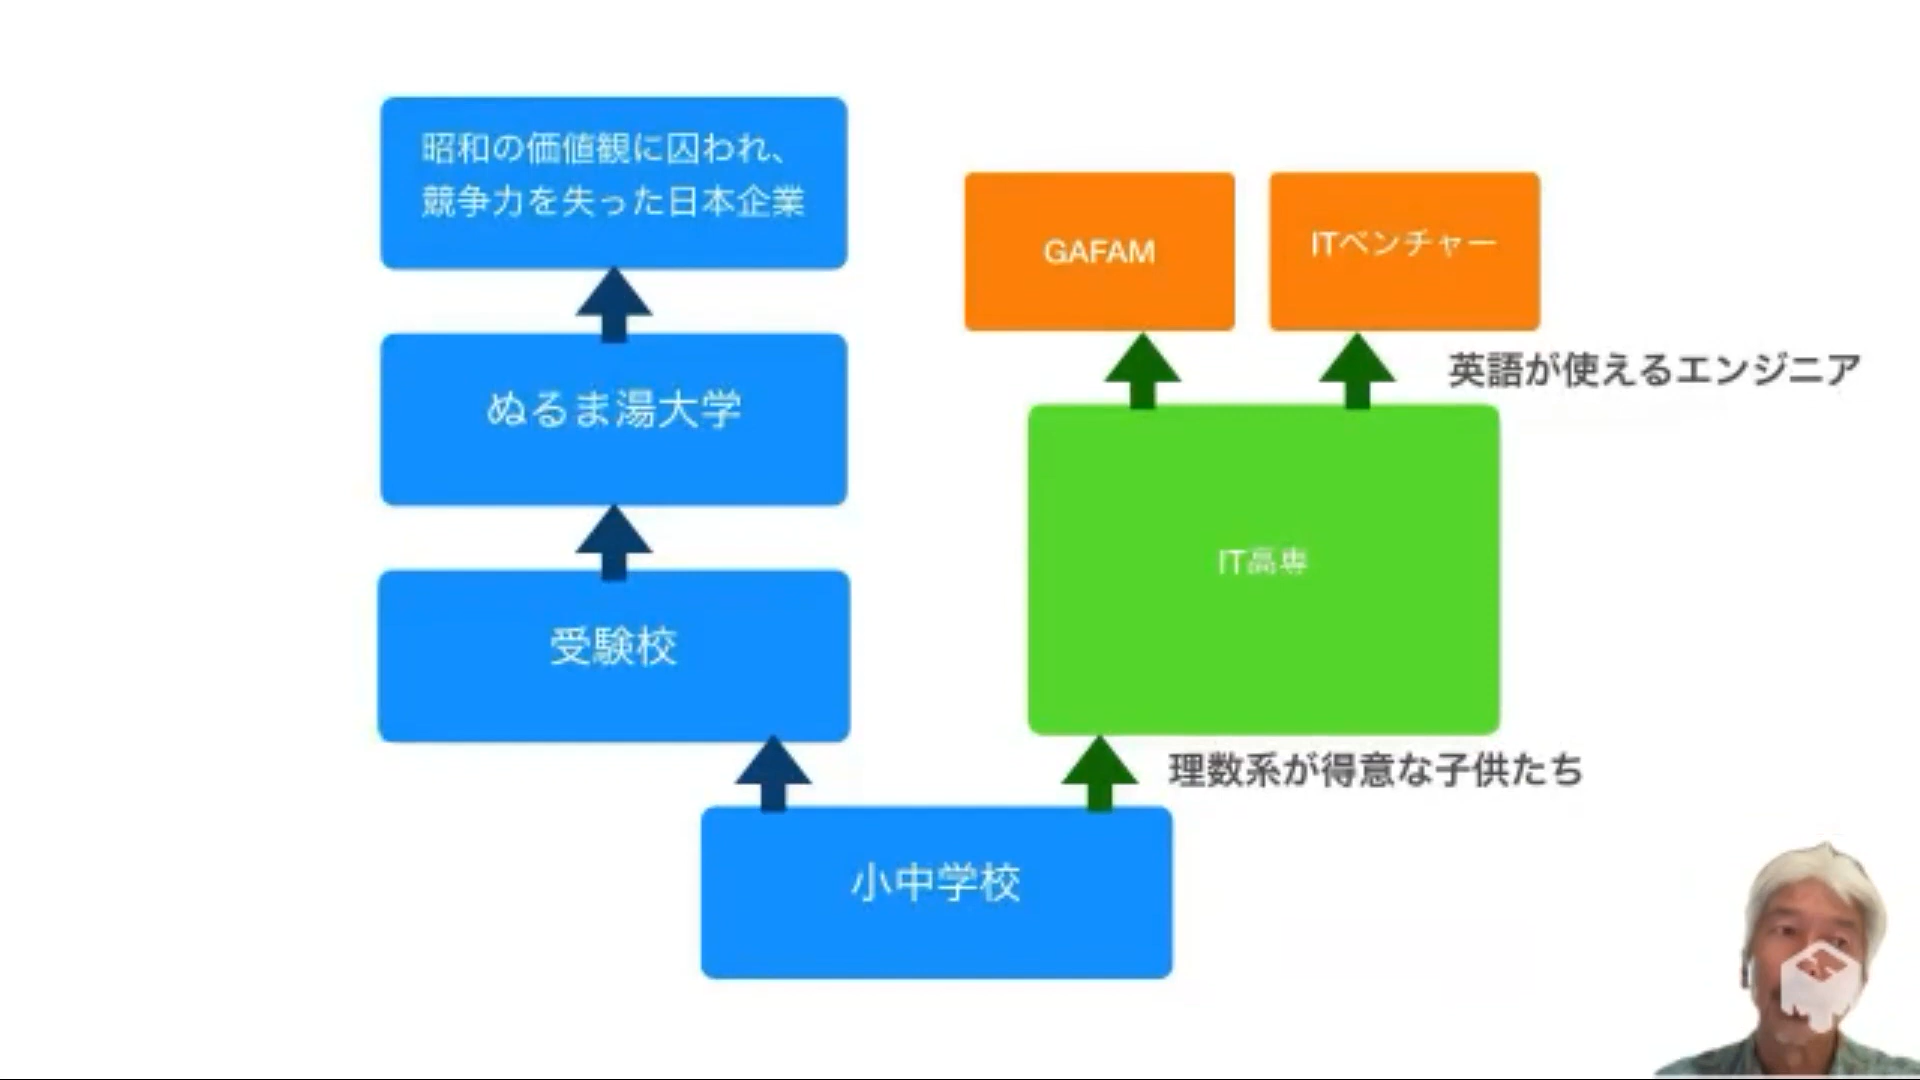 昭和の価値観に囚われ、
競争力を失った日本企業
GAFAM
ITベンチャー
英語が使えるエンジニア
ぬるま湯大学
IT高専
受験校
理数系が得意な子供たち
小中学校